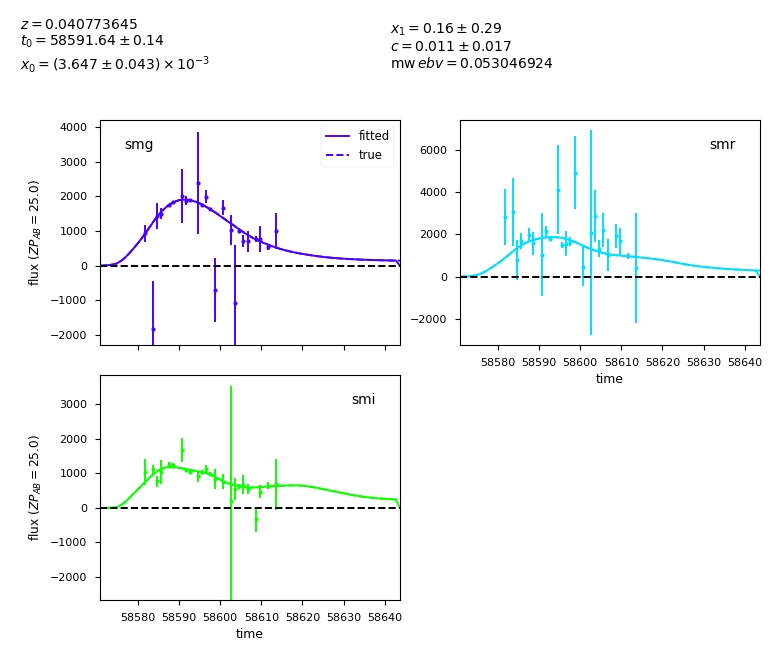 z = 0.040773645
t₀ = 58591.64 ± 0.14
x₀ = (3.647 ± 0.043) × 10⁻³
x₁ = 0.16 ± 0.29
c = 0.011 ± 0.017
mw ebv = 0.053046924
smg
fitted
true
4000
3000
2000
1000
0
−1000
−2000
flux (ZP_AB = 25.0)
smr
6000
4000
2000
0
−2000
58580 58590 58600 58610 58620 58630 58640
time
smi
3000
2000
1000
0
−1000
−2000
flux (ZP_AB = 25.0)
58580 58590 58600 58610 58620 58630 58640
time